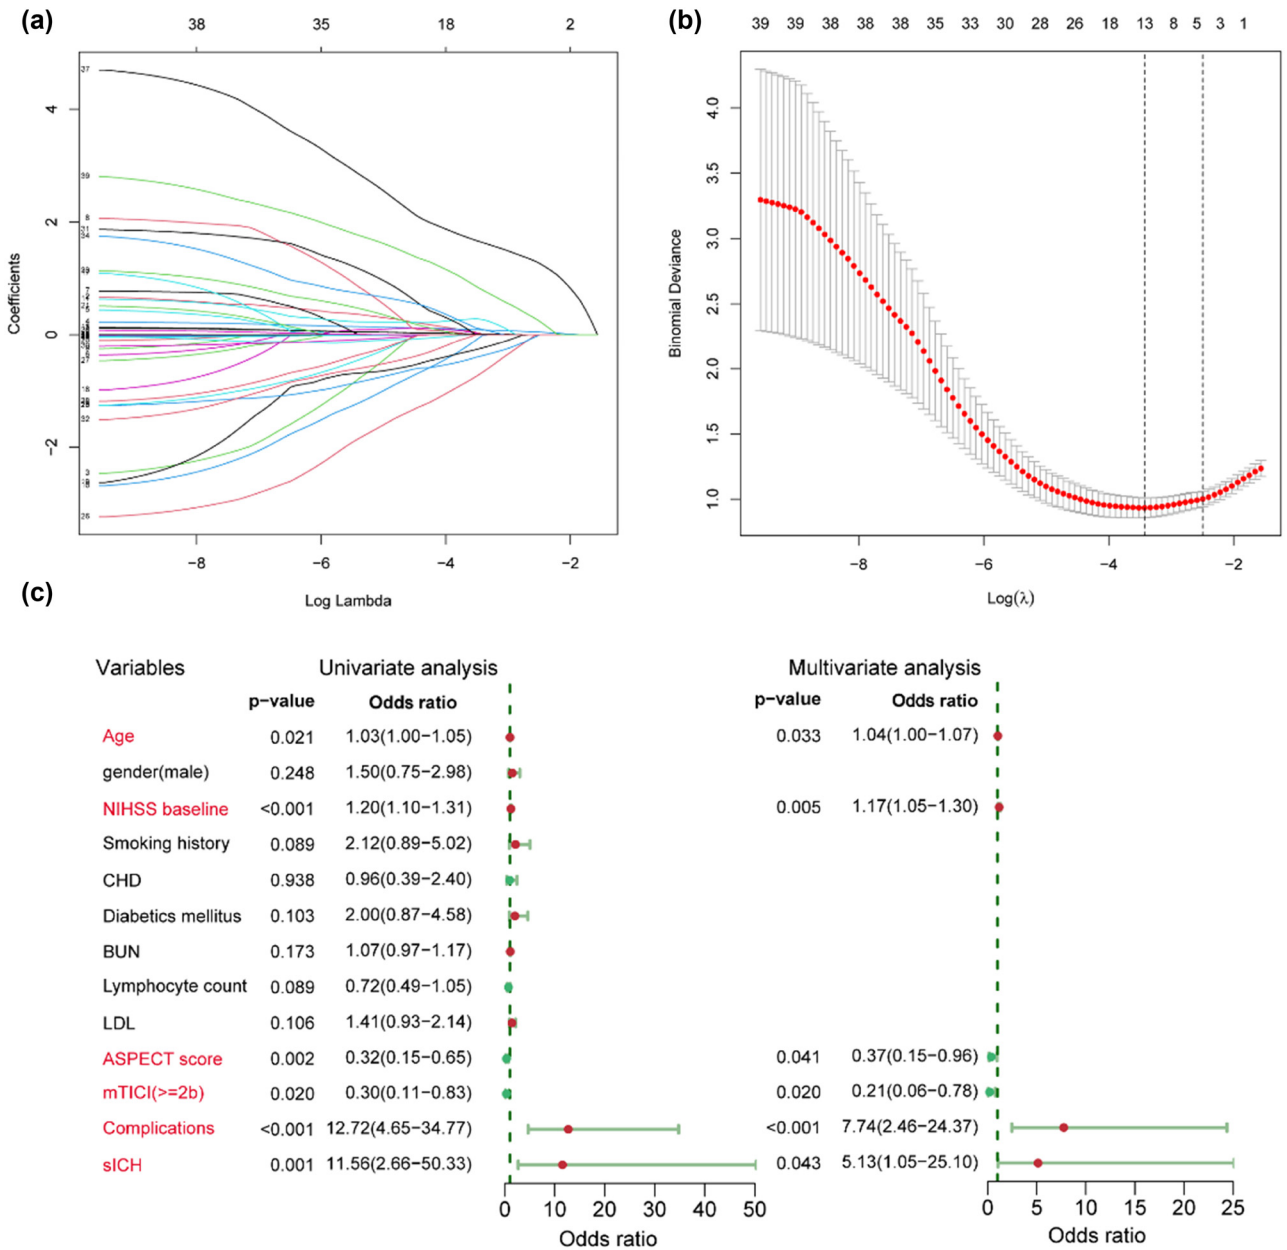 (a)
38 35 18 2
4
2
0
−2
Coefficients
37
39
8
21
34
3
26
32
18
27
−8 −6 −4 −2
Log Lambda
(b)
39 39 38 38 38 35 33 30 28 26 18 13 8 5 3 1
4.0
3.5
3.0
2.5
2.0
1.5
1.0
Binomial Deviance
−8 −6 −4 −2
Log(λ)
(c)
Variables Univariate analysis Multivariate analysis
p−value Odds ratio p−value Odds ratio
Age 0.021 1.03(1.00−1.05) 0.033 1.04(1.00−1.07)
gender(male) 0.248 1.50(0.75−2.98)
NIHSS baseline <0.001 1.20(1.10−1.31) 0.005 1.17(1.05−1.30)
Smoking history 0.089 2.12(0.89−5.02)
CHD 0.938 0.96(0.39−2.40)
Diabetics mellitus 0.103 2.00(0.87−4.58)
BUN 0.173 1.07(0.97−1.17)
Lymphocyte count 0.089 0.72(0.49−1.05)
LDL 0.106 1.41(0.93−2.14)
ASPECT score 0.002 0.32(0.15−0.65) 0.041 0.37(0.15−0.96)
mTICI(>=2b) 0.020 0.30(0.11−0.83) 0.020 0.21(0.06−0.78)
Complications <0.001 12.72(4.65−34.77) <0.001 7.74(2.46−24.37)
sICH 0.001 11.56(2.66−50.33) 0.043 5.13(1.05−25.10)
0 10 20 30 40 50 0 5 10 15 20 25
Odds ratio Odds ratio